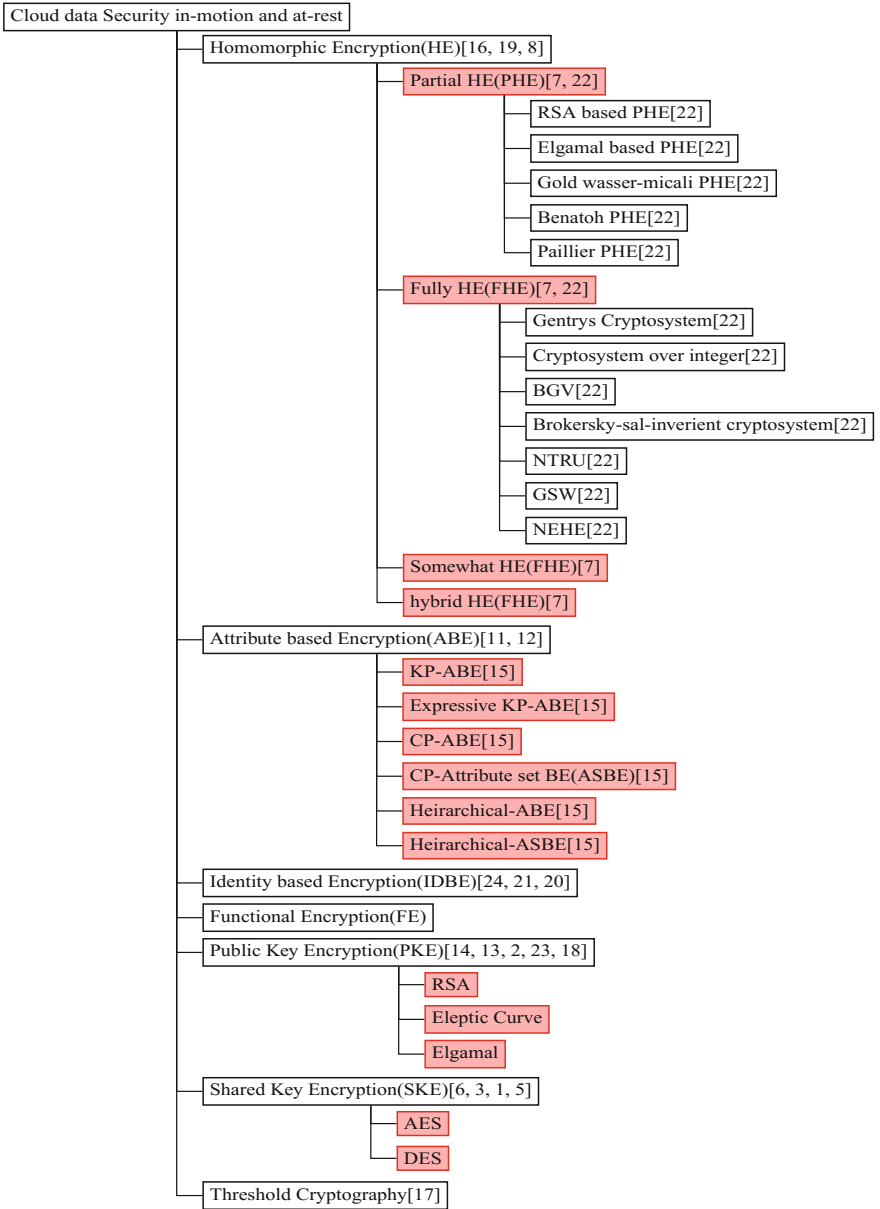 Cloud data Security in-motion and at-rest
Homomorphic Encryption(HE)[16, 19, 8]
Partial HE(PHE)[7, 22]
RSA based PHE[22]
Elgamal based PHE[22]
Gold wasser-micali PHE[22]
Benatoh PHE[22]
Paillier PHE[22]
Fully HE(FHE)[7, 22]
Gentrys Cryptosystem[22]
Cryptosystem over integer[22]
BGV[22]
Brokersky-sal-inverient cryptosystem[22]
NTRU[22]
GSW[22]
NEHE[22]
Somewhat HE(FHE)[7]
hybrid HE(FHE)[7]
Attribute based Encryption(ABE)[11, 12]
KP-ABE[15]
Expressive KP-ABE[15]
CP-ABE[15]
CP-Attribute set BE(ASBE)[15]
Heirarchical-ABE[15]
Heirarchical-ASBE[15]
Identity based Encryption(IDBE)[24, 21, 20]
Functional Encryption(FE)
Public Key Encryption(PKE)[14, 13, 2, 23, 18]
RSA
Eleptic Curve
Elgamal
Shared Key Encryption(SKE)[6, 3, 1, 5]
AES
DES
Threshold Cryptography[17]